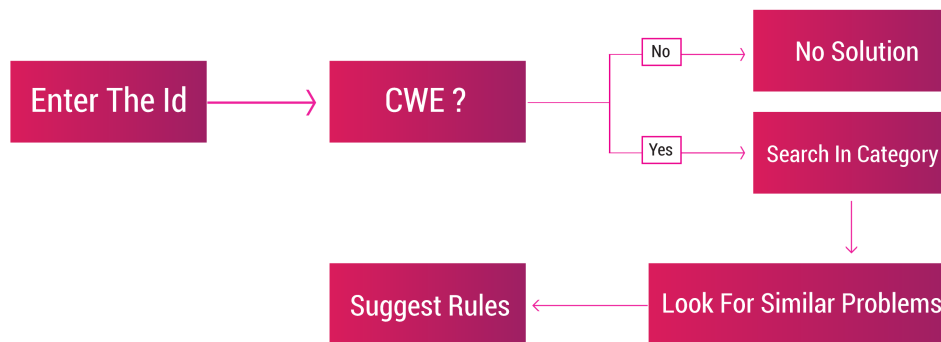 Enter The Id
CWE ?
No
No Solution
Yes
Search In Category
Look For Similar Problems
Suggest Rules